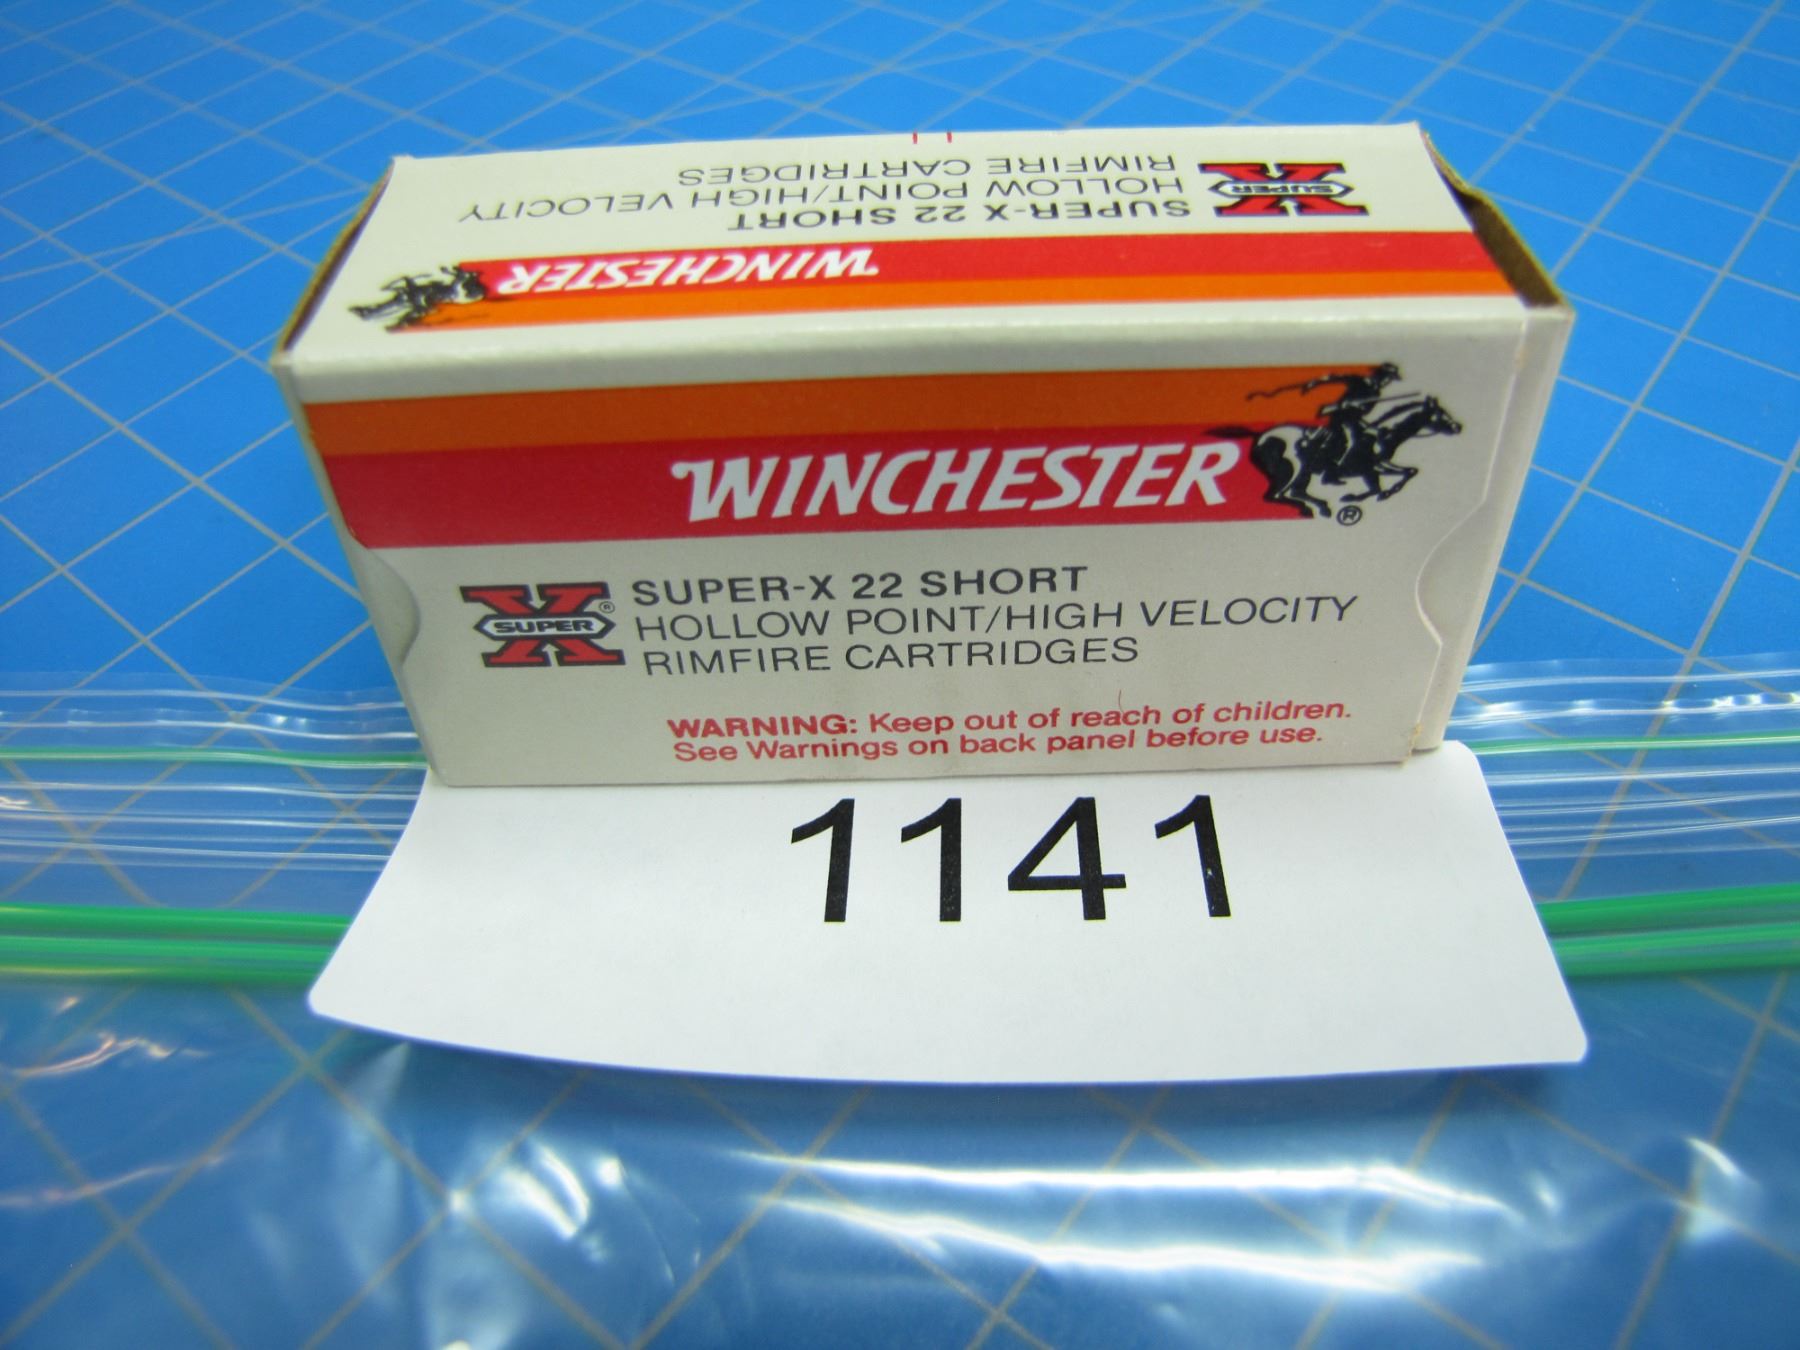 SUPER-X 22 SHORT
HOLLOW POINT/HIGH VELOCITY
RIMFIRE CARTRIDGES
X SUPER
WINCHESTER
WINCHESTER
®
X SUPER ®
SUPER-X 22 SHORT
HOLLOW POINT/HIGH VELOCITY
RIMFIRE CARTRIDGES
WARNING: Keep out of reach of children.
See Warnings on back panel before use.
1141